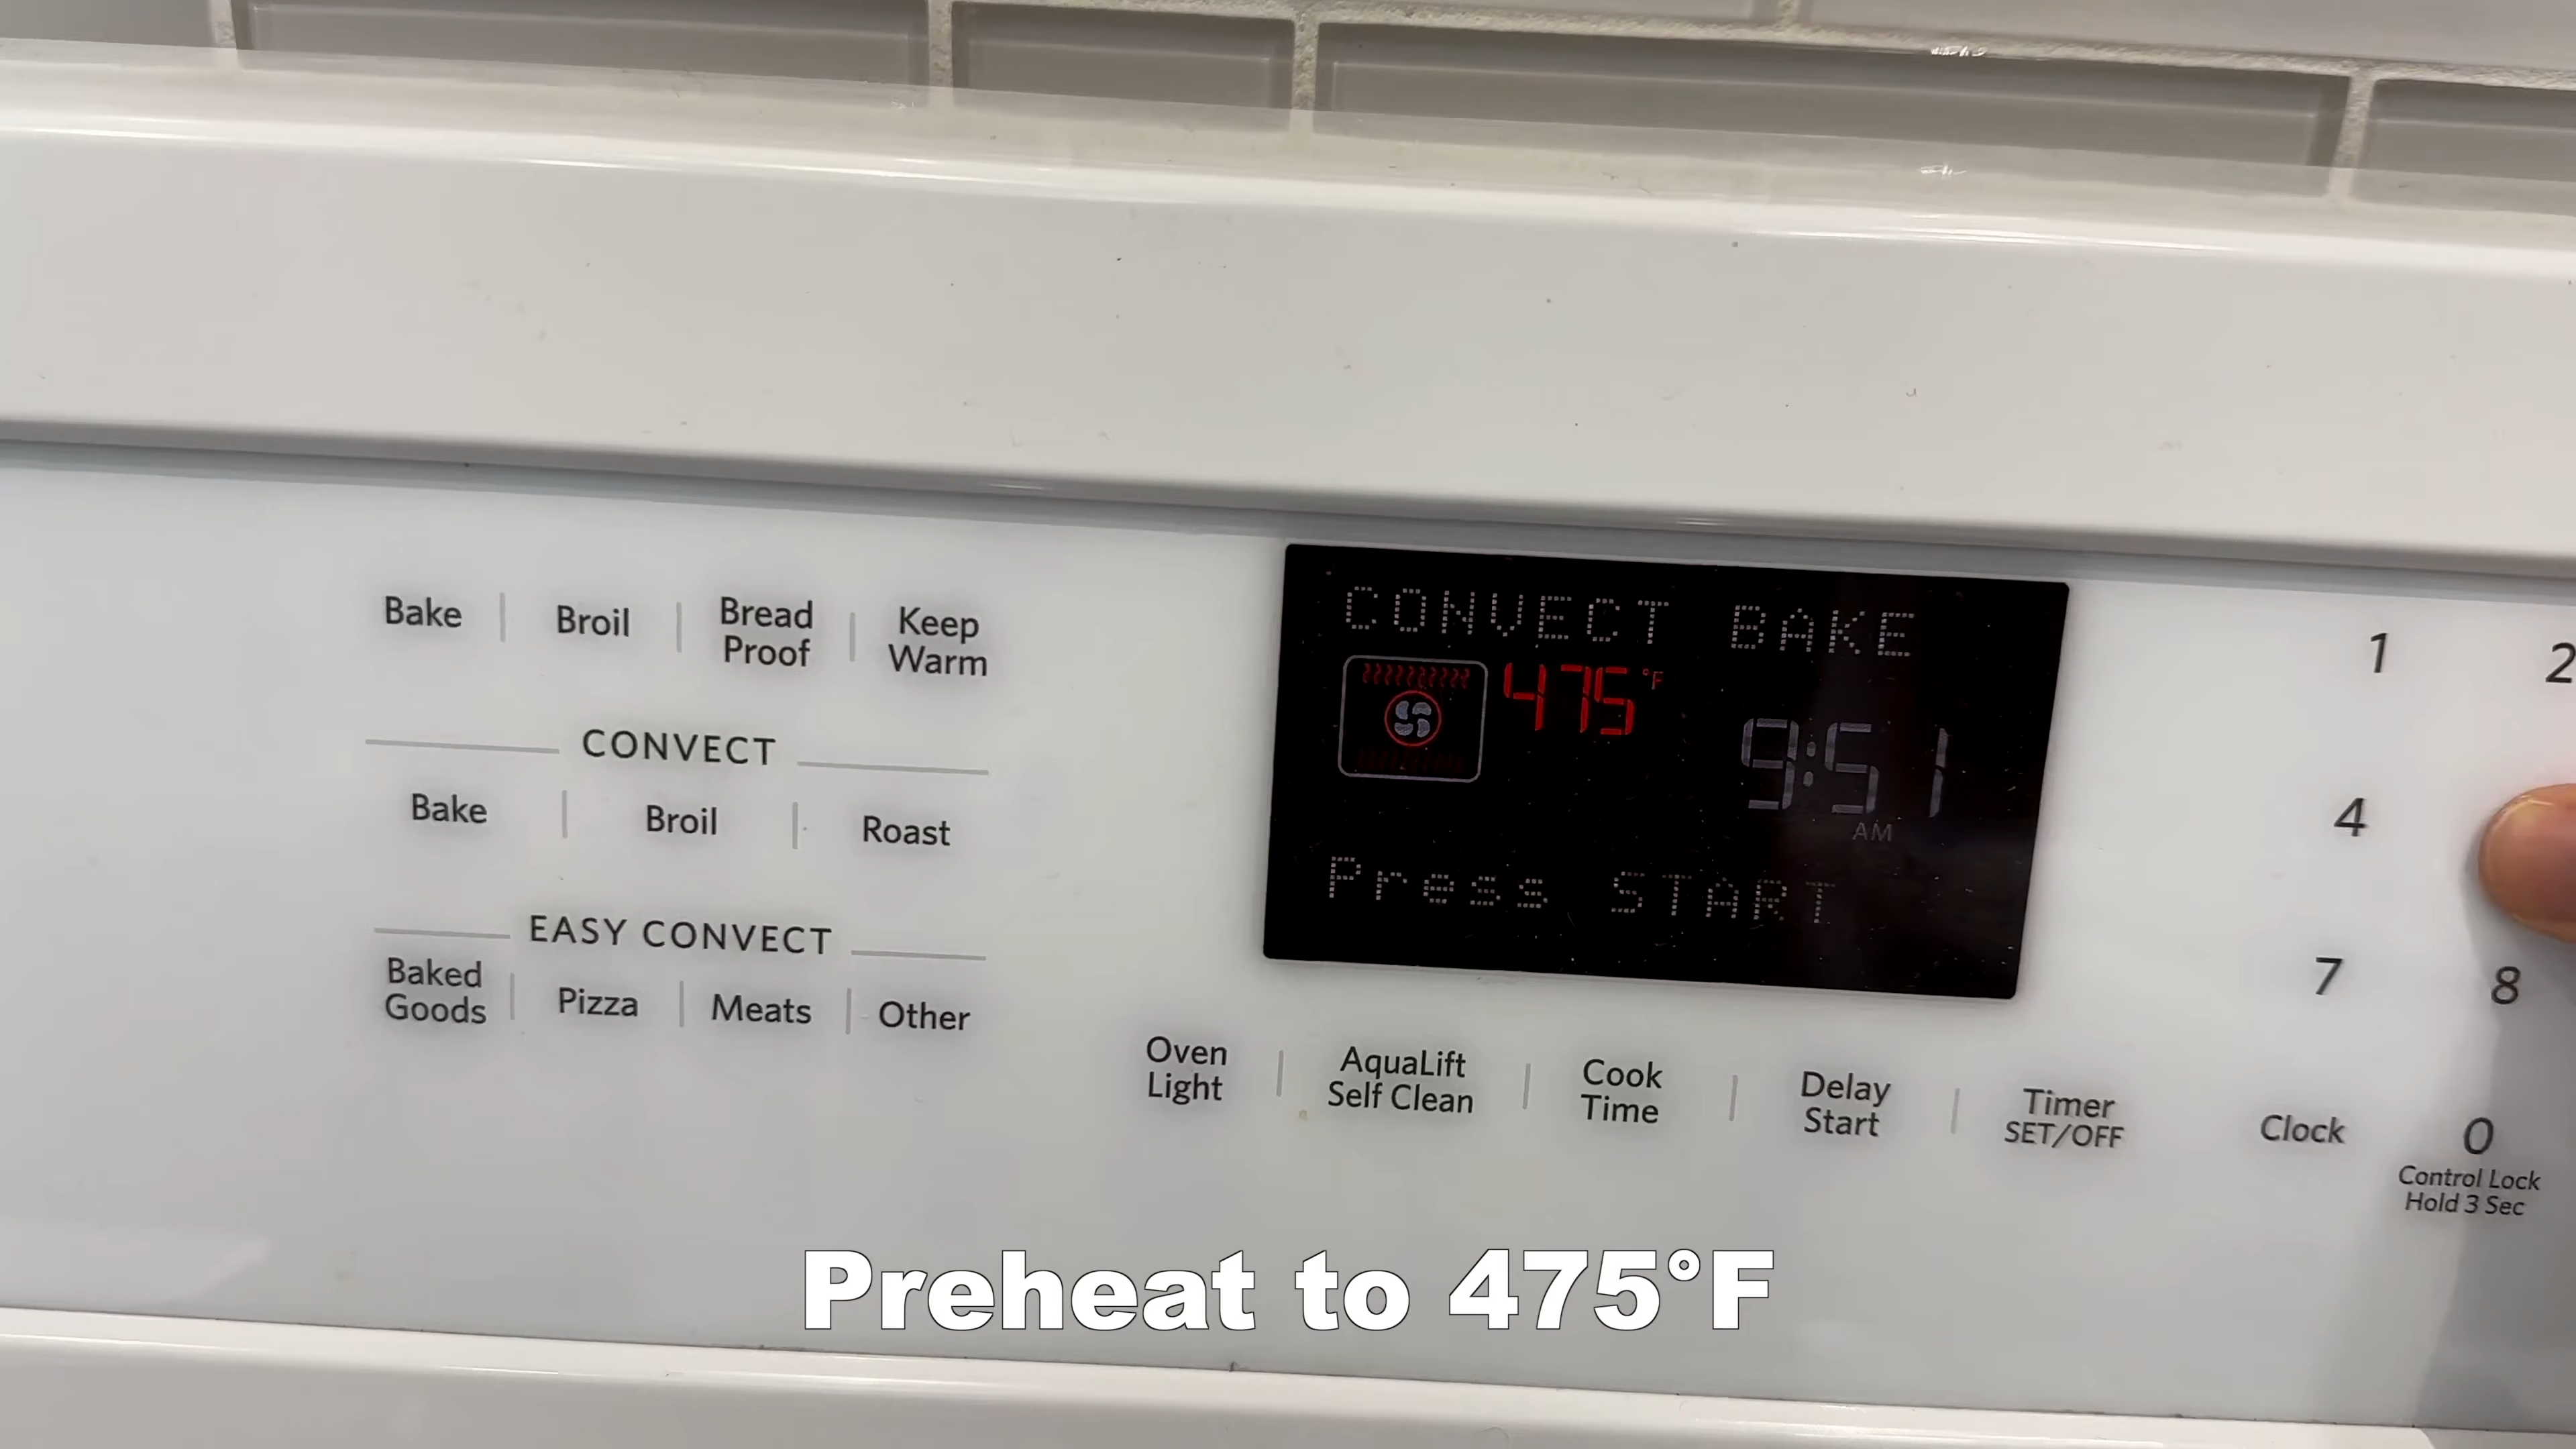 Bake
Broil
Bread
Proof
Keep
Warm
CONVECT
Bake
Broil
Roast
EASY CONVECT
Baked
Goods
Pizza
Meats
Other
CONVECT BAKE
475°F
9:51
AM
Press START
Oven
Light
AquaLift
Self Clean
Cook
Time
Delay
Start
Timer
SET/OFF
1
2
4
7
8
Clock
0
Control Lock
Hold 3 Sec
Preheat to 475°F